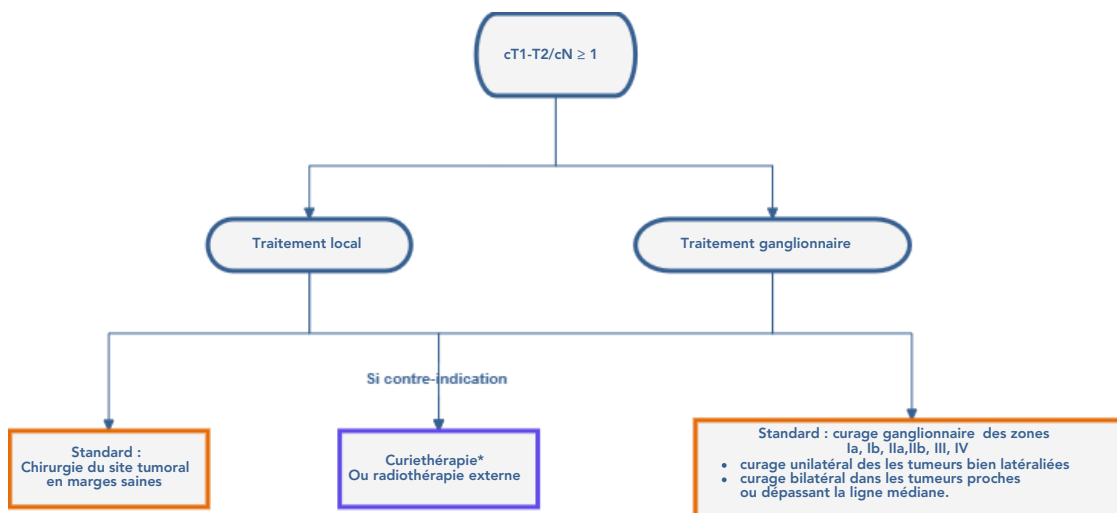 cT1-T2/cN ≥ 1
Traitement local
Traitement ganglionnaire
Si contre-indication
Standard :
Chirurgie du site tumoral
en marges saines
Curiethérapie*
Ou radiothérapie externe
Standard : curage ganglionnaire des zones
Ia, Ib, IIa,IIb, III, IV
• curage unilatéral des les tumeurs bien latéraliées
• curage bilatéral dans les tumeurs proches
ou dépassant la ligne médiane.